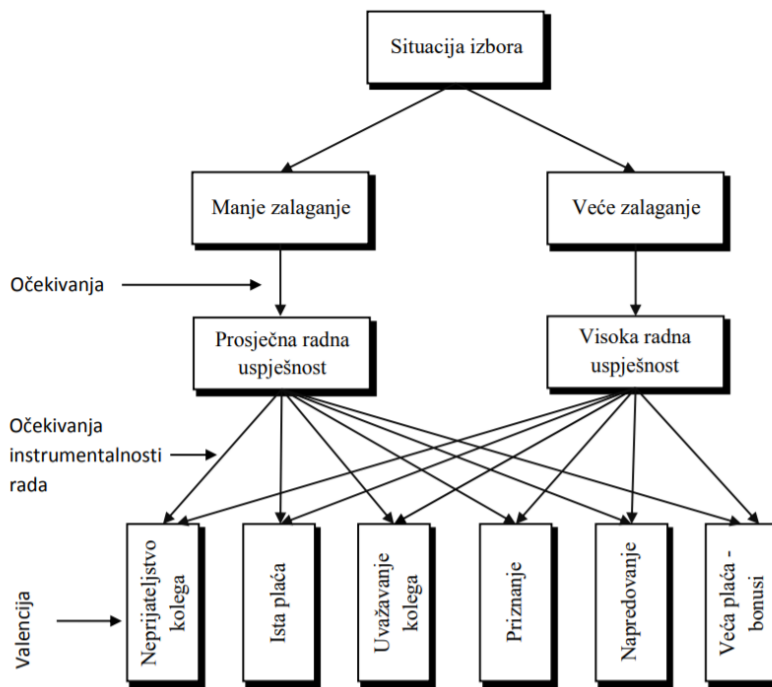 Situacija izbora
Manje zalaganje
Veće zalaganje
Očekivanja
Prosječna radna
uspješnost
Visoka radna
uspješnost
Očekivanja
instrumentalnosti
rada
Valencija
Neprijateljstvo
kolega
Ista plaća
Uvažavanje
kolega
Priznanje
Napredovanje
Veća plaća -
bonusi